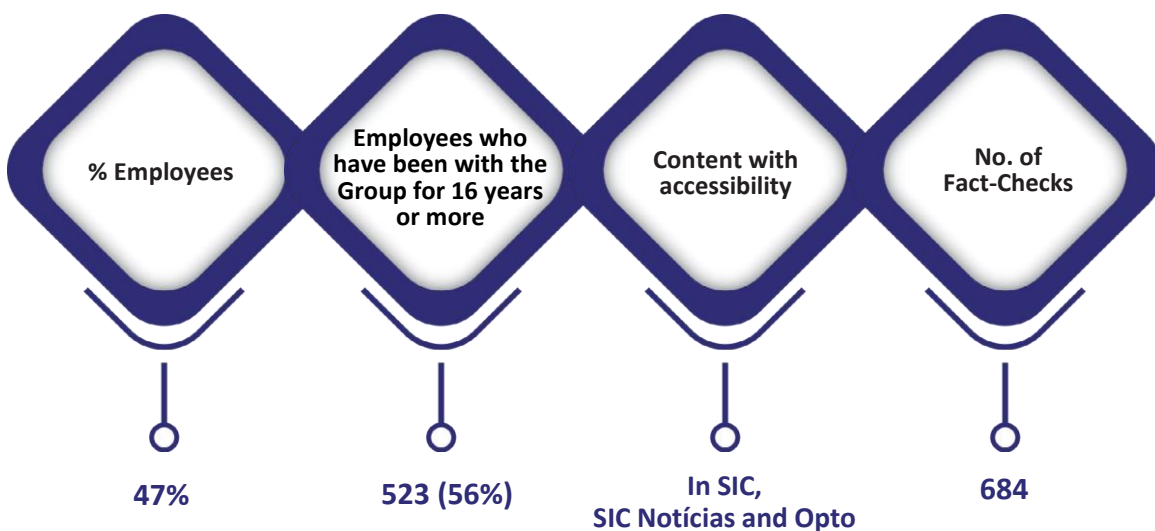 % Employees
Employees who
have been with the
Group for 16 years
or more
Content with
accessibility
No. of
Fact-Checks
47%
523 (56%)
In SIC,
SIC Notícias and Opto
684